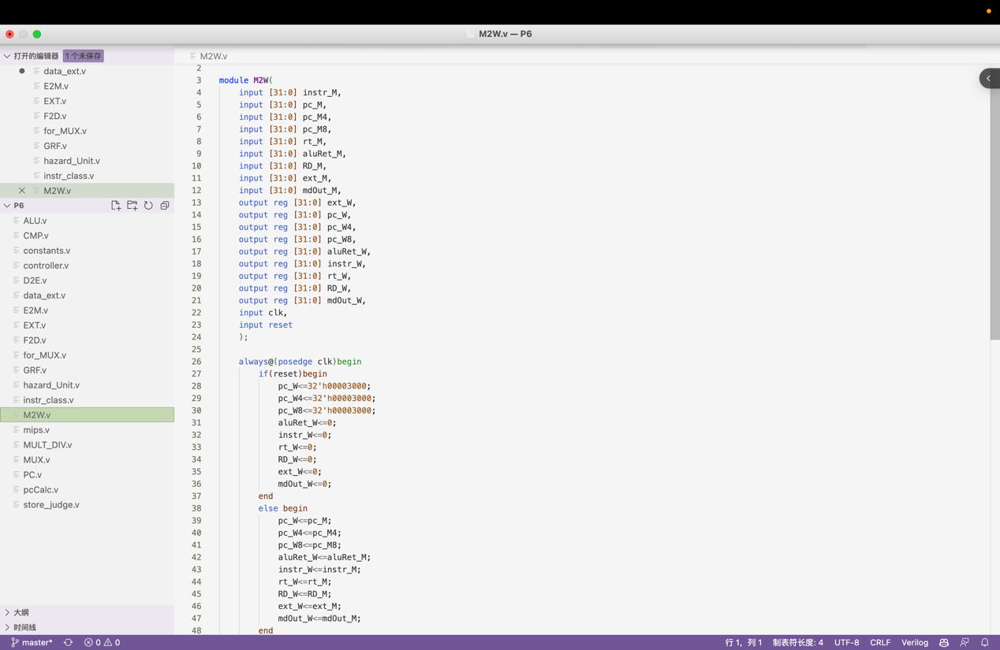 M2W.v — P6
打开的编辑器 1 个未保存
data_ext.v
E2M.v
EXT.v
F2D.v
for_MUX.v
GRF.v
hazard_Unit.v
instr_class.v
M2W.v
P6
ALU.v
CMP.v
constants.v
controller.v
D2E.v
data_ext.v
E2M.v
EXT.v
F2D.v
for_MUX.v
GRF.v
hazard_Unit.v
instr_class.v
M2W.v
mips.v
MULT_DIV.v
MUX.v
PC.v
pcCalc.v
store_judge.v
大纲
时间线
M2W.v
2
3 module M2W(
4 input [31:0] instr_M,
5 input [31:0] pc_M,
6 input [31:0] pc_M4,
7 input [31:0] pc_M8,
8 input [31:0] rt_M,
9 input [31:0] aluRet_M,
10 input [31:0] RD_M,
11 input [31:0] ext_M,
12 input [31:0] mdOut_M,
13 output reg [31:0] ext_W,
14 output reg [31:0] pc_W,
15 output reg [31:0] pc_W4,
16 output reg [31:0] pc_W8,
17 output reg [31:0] aluRet_W,
18 output reg [31:0] instr_W,
19 output reg [31:0] rt_W,
20 output reg [31:0] RD_W,
21 output reg [31:0] mdOut_W,
22 input clk,
23 input reset
24 );
25
26 always@(posedge clk)begin
27 if(reset)begin
28 pc_W<=32'h00003000;
29 pc_W4<=32'h00003000;
30 pc_W8<=32'h00003000;
31 aluRet_W<=0;
32 instr_W<=0;
33 rt_W<=0;
34 RD_W<=0;
35 ext_W<=0;
36 mdOut_W<=0;
37 end
38 else begin
39 pc_W<=pc_M;
40 pc_W4<=pc_M4;
41 pc_W8<=pc_M8;
42 aluRet_W<=aluRet_M;
43 instr_W<=instr_M;
44 rt_W<=rt_M;
45 RD_W<=RD_M;
46 ext_W<=ext_M;
47 mdOut_W<=mdOut_M;
48 end
master* 0 0 行 1，列 1 制表符长度: 4 UTF-8 CRLF Verilog